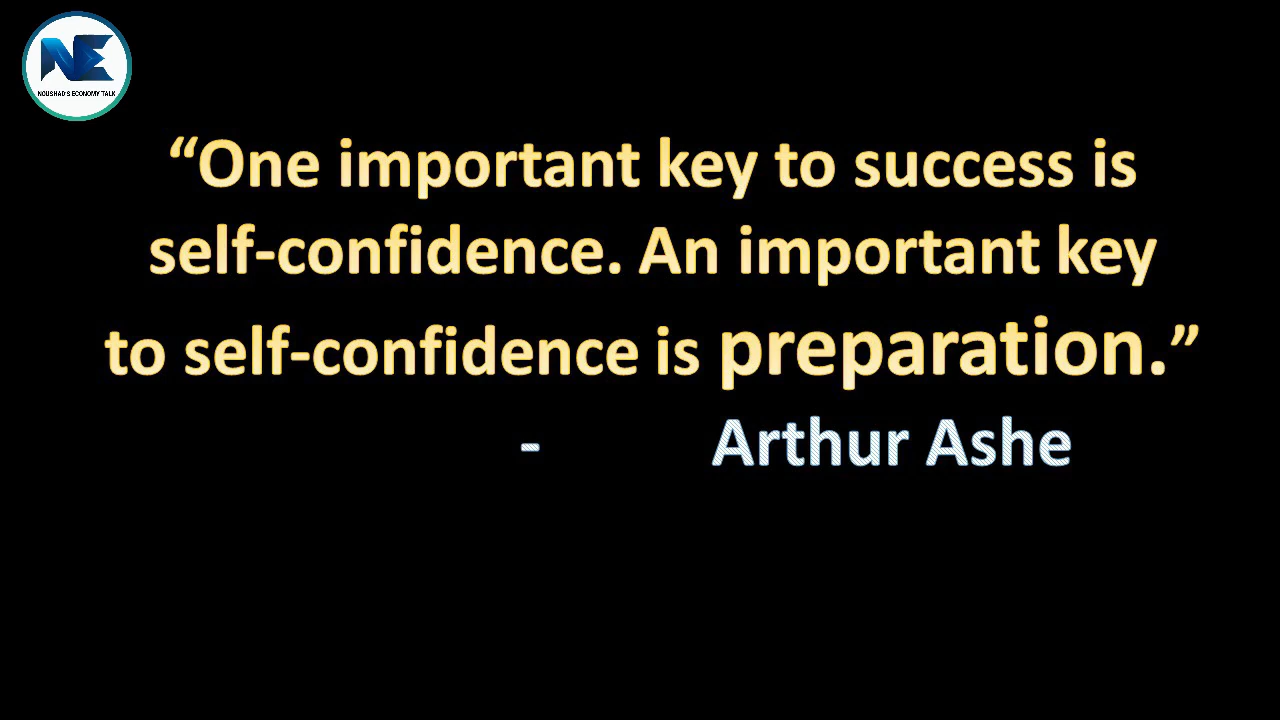 NE
NOUSHAD'S ECONOMY TALK
“One important key to success is
self-confidence. An important key
to self-confidence is preparation.”
- Arthur Ashe